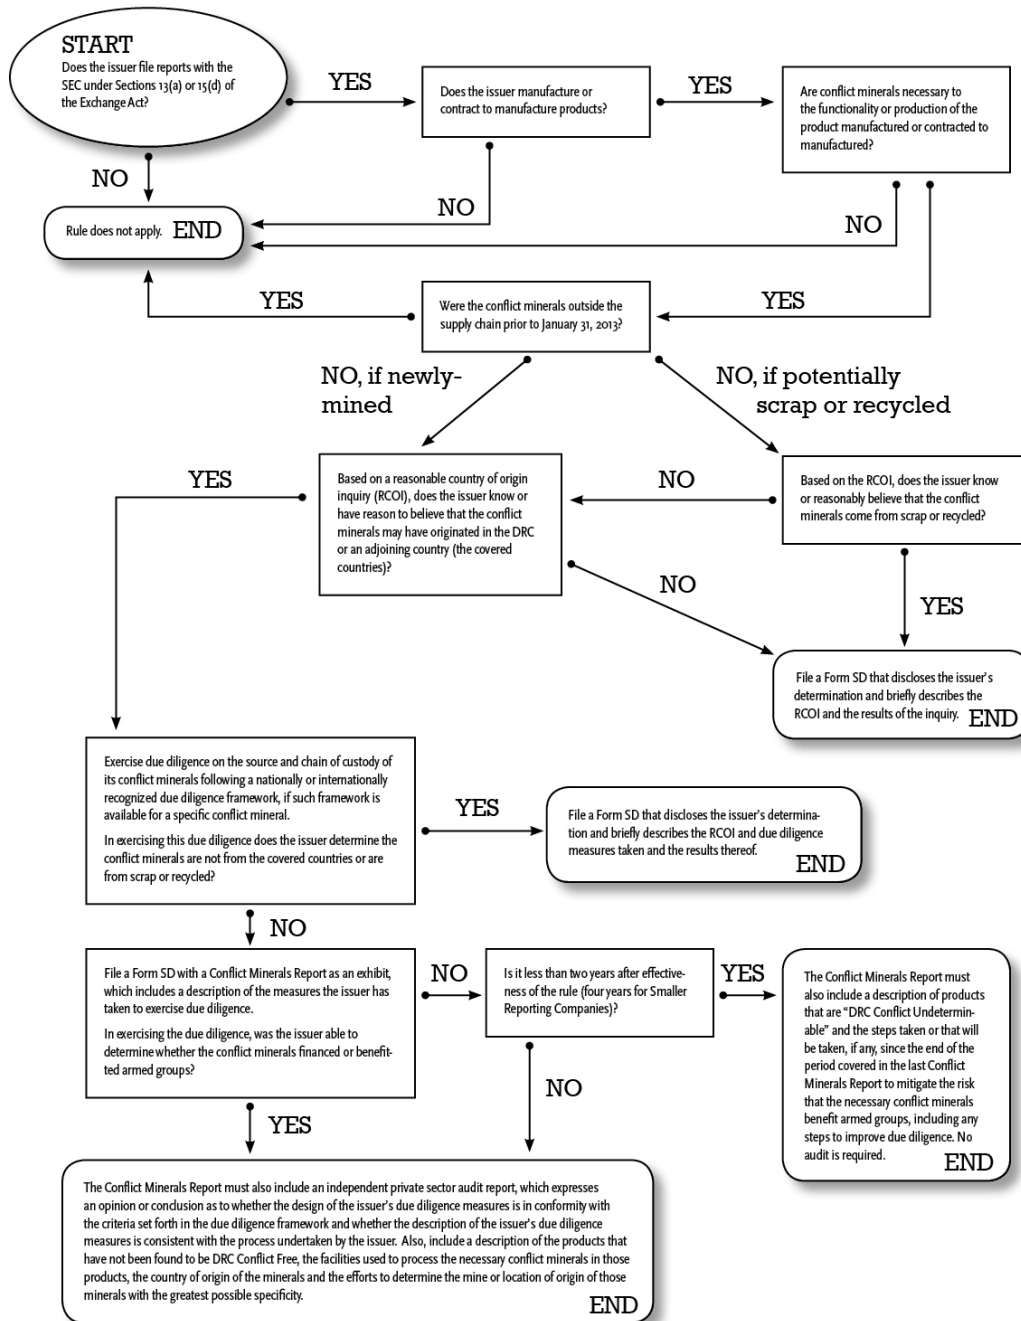 START
Does the issuer file reports with the
SEC under Sections 13(a) or 15(d) of
the Exchange Act?
YES
Does the issuer manufacture or
contract to manufacture products?
YES
Are conflict minerals necessary to
the functionality or production of the
product manufactured or contracted to
manufactured?
NO
NO
NO
Rule does not apply. END
YES
Were the conflict minerals outside the
supply chain prior to January 31, 2013?
YES
NO, if newly-
mined
NO, if potentially
scrap or recycled
YES
Based on a reasonable country of origin
inquiry (RCOI), does the issuer know or
have reason to believe that the conflict
minerals may have originated in the DRC
or an adjoining country (the covered
countries)?
NO
Based on the RCOI, does the issuer know
or reasonably believe that the conflict
minerals come from scrap or recycled?
NO
YES
File a Form SD that discloses the issuer's
determination and briefly describes the
RCOI and the results of the inquiry. END
Exercise due diligence on the source and chain of custody of
its conflict minerals following a nationally or internationally
recognized due diligence framework, if such framework is
available for a specific conflict mineral.
In exercising this due diligence does the issuer determine the
conflict minerals are not from the covered countries or are
from scrap or recycled?
YES
File a Form SD that discloses the issuer's determina-
tion and briefly describes the RCOI and due diligence
measures taken and the results thereof.
END
NO
File a Form SD with a Conflict Minerals Report as an exhibit,
which includes a description of the measures the issuer has
taken to exercise due diligence.
In exercising the due diligence, was the issuer able to
determine whether the conflict minerals financed or benefit-
ted armed groups?
NO
Is it less than two years after effective-
ness of the rule (four years for Smaller
Reporting Companies)?
YES
The Conflict Minerals Report must
also include a description of products
that are "DRC Conflict Undetermin-
able" and the steps taken or that will
be taken, if any, since the end of the
period covered in the last Conflict
Minerals Report to mitigate the risk
that the necessary conflict minerals
benefit armed groups, including any
steps to improve due diligence. No
audit is required.
END
YES
NO
The Conflict Minerals Report must also include an independent private sector audit report, which expresses
an opinion or conclusion as to whether the design of the issuer's due diligence measures is in conformity with
the criteria set forth in the due diligence framework and whether the description of the issuer's due diligence
measures is consistent with the process undertaken by the issuer. Also, include a description of the products that
have not been found to be DRC Conflict Free, the facilities used to process the necessary conflict minerals in those
products, the country of origin of the minerals and the efforts to determine the mine or location of origin of those
minerals with the greatest possible specificity.
END